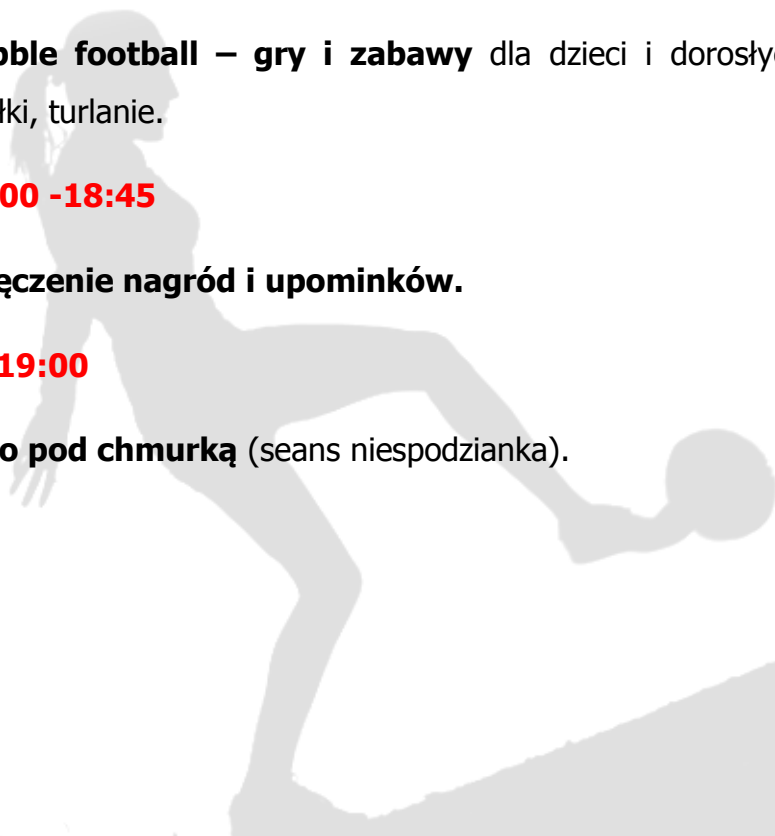 bble football – gry i zabawy dla dzieci i dorosły
łki, turlanie.
00 -18:45
ęczenie nagród i upominków.
19:00
o pod chmurką (seans niespodzianka).